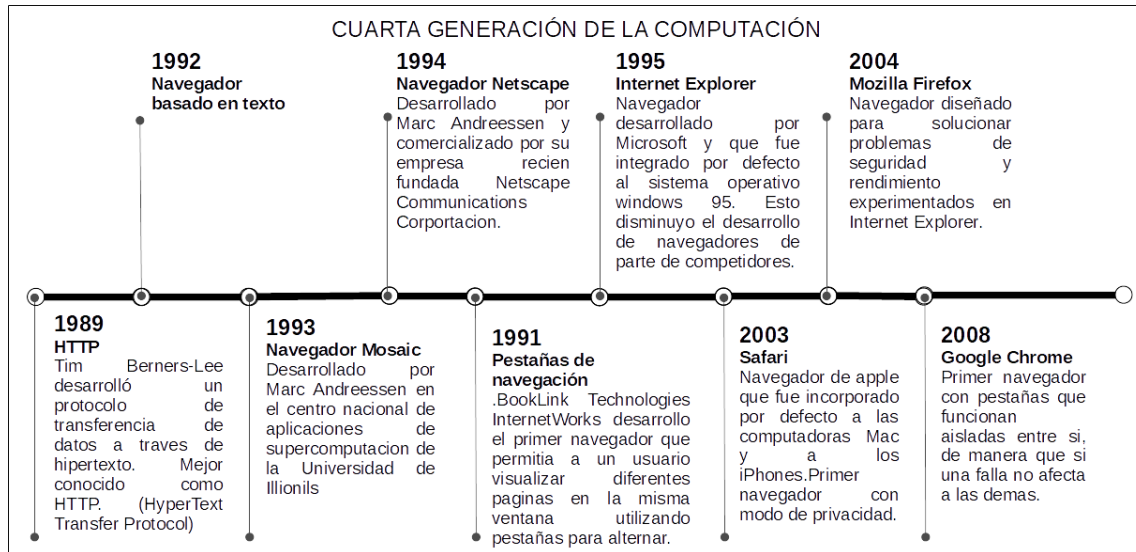 CUARTA GENERACIÓN DE LA COMPUTACIÓN
1992
Navegador
basado en texto
1994
Navegador Netscape
Desarrollado por
Marc Andreessen y
comercializado por su
empresa recien
fundada Netscape
Communications
Corportacion.
1995
Internet Explorer
Navegador
desarrollado por
Microsoft y que fue
integrado por defecto
al sistema operativo
windows 95. Esto
disminuyo el desarrollo
de navegadores de
parte de competidores.
2004
Mozilla Firefox
Navegador diseñado
para solucionar
problemas de
seguridad y
rendimiento
experimentados en
Internet Explorer.
1989
HTTP
Tim Berners-Lee
desarrolló un
protocolo de
transferencia de
datos a traves de
hipertexto. Mejor
conocido como
HTTP. (HyperText
Transfer Protocol)
1993
Navegador Mosaic
Desarrollado por
Marc Andreessen en
el centro nacional de
aplicaciones de
supercomputacion de
la Universidad de
Illionils
1991
Pestañas de
navegación
.BookLink Technologies
InternetWorks desarrollo
el primer navegador que
permitia a un usuario
visualizar diferentes
paginas en la misma
ventana utilizando
pestañas para alternar.
2003
Safari
Navegador de apple
que fue incorporado
por defecto a las
computadoras Mac
y a los
iPhones.Primer
navegador con
modo de privacidad.
2008
Google Chrome
Primer navegador
con pestañas que
funcionan
aisladas entre si,
de manera que si
una falla no afecta
a las demas.